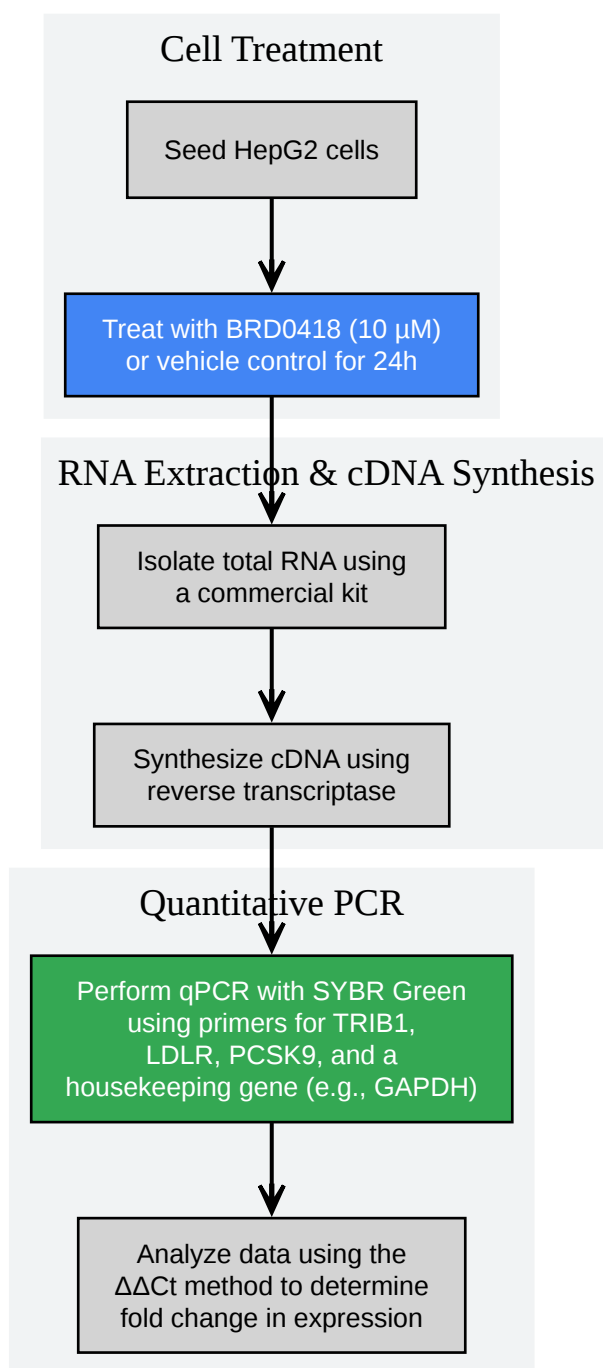 Cell Treatment
Seed HepG2 cells
Treat with BRD0418 (10 µM)
or vehicle control for 24h
RNA Extraction & cDNA Synthesis
Isolate total RNA using
a commercial kit
Synthesize cDNA using
reverse transcriptase
Quantitative PCR
Perform qPCR with SYBR Green
using primers for TRIB1,
LDLR, PCSK9, and a
housekeeping gene (e.g., GAPDH)
Analyze data using the
ΔΔCt method to determine
fold change in expression